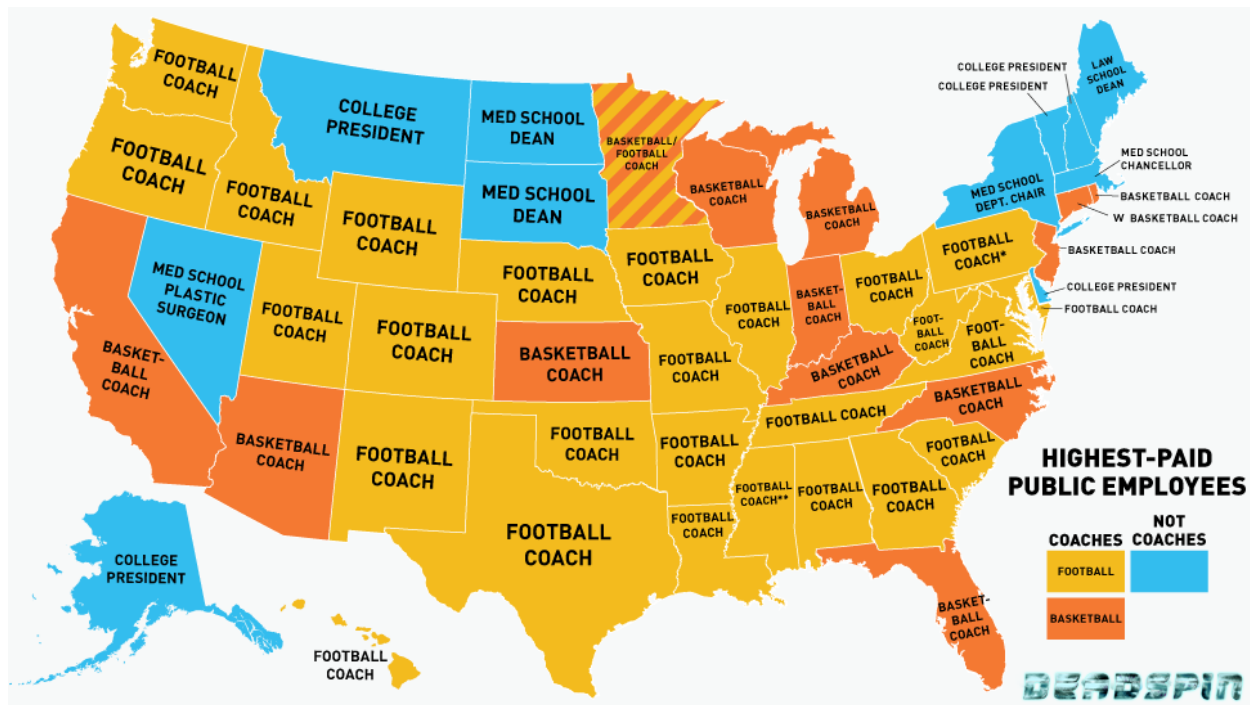 FOOTBALL
COACH
FOOTBALL
COACH
FOOTBALL
COACH
COLLEGE
PRESIDENT
MED SCHOOL
DEAN
MED SCHOOL
DEAN
BASKETBALL/
FOOTBALL
COACH
BASKETBALL
COACH
BASKETBALL
COACH
COLLEGE PRESIDENT
COLLEGE PRESIDENT
LAW
SCHOOL
DEAN
MED SCHOOL
CHANCELLOR
MED SCHOOL
DEPT. CHAIR
BASKETBALL COACH
W BASKETBALL COACH
BASKETBALL COACH
COLLEGE PRESIDENT
FOOTBALL COACH
FOOTBALL
COACH
MED SCHOOL
PLASTIC
SURGEON
FOOTBALL
COACH
FOOTBALL
COACH
FOOTBALL
COACH
FOOTBALL
COACH
FOOTBALL
COACH
BASKET-
BALL
COACH
FOOTBALL
COACH
FOOTBALL
COACH*
FOOT-
BALL
COACH
FOOT-
BALL
COACH
BASKET-
BALL
COACH
BASKETBALL
COACH
FOOTBALL
COACH
BASKETBALL
COACH
BASKETBALL
COACH
BASKETBALL
COACH
FOOTBALL
COACH
FOOTBALL
COACH
FOOTBALL
COACH
FOOTBALL COACH
FOOTBALL
COACH
FOOTBALL
COACH
FOOTBALL
COACH
FOOTBALL
COACH**
FOOTBALL
COACH
FOOTBALL
COACH
BASKET-
BALL
COACH
COLLEGE
PRESIDENT
FOOTBALL
COACH
HIGHEST-PAID
PUBLIC EMPLOYEES
COACHES
NOT
COACHES
FOOTBALL
BASKETBALL
DEADSPIN